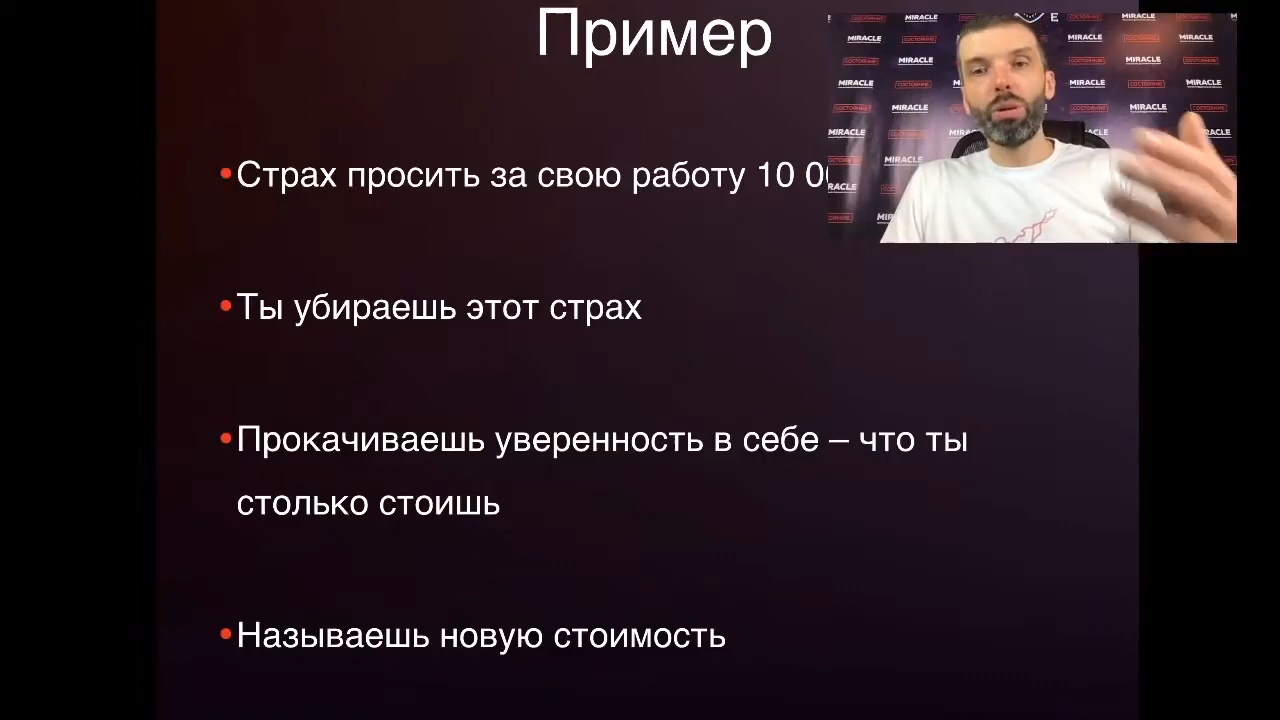 Пример
• Страх просить за свою работу 10
• Ты убираешь этот страх
• Прокачиваешь уверенность в себе – что ты
столько стоишь
• Называешь новую стоимость
MIRACLE
СОСТОЯНИЕ